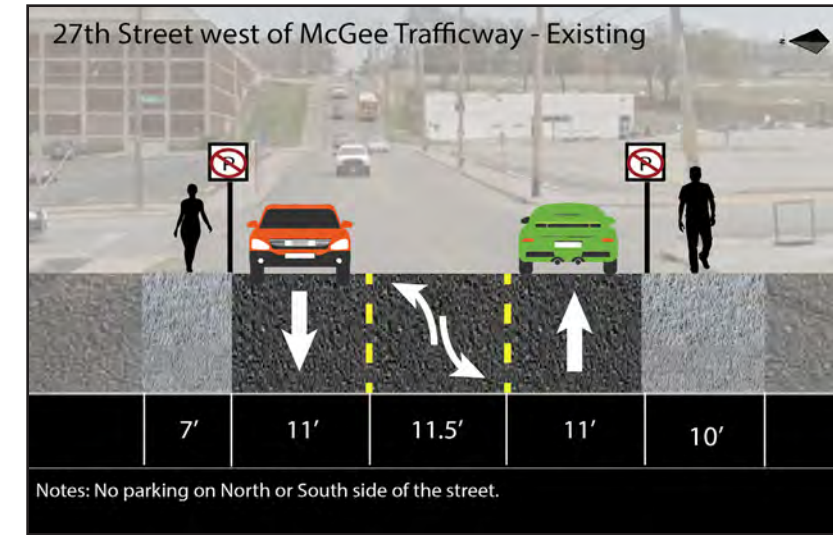 27th Street west of McGee Trafficway - Existing
N
P
P
7’
11’
11.5’
11’
10’
Notes: No parking on North or South side of the street.